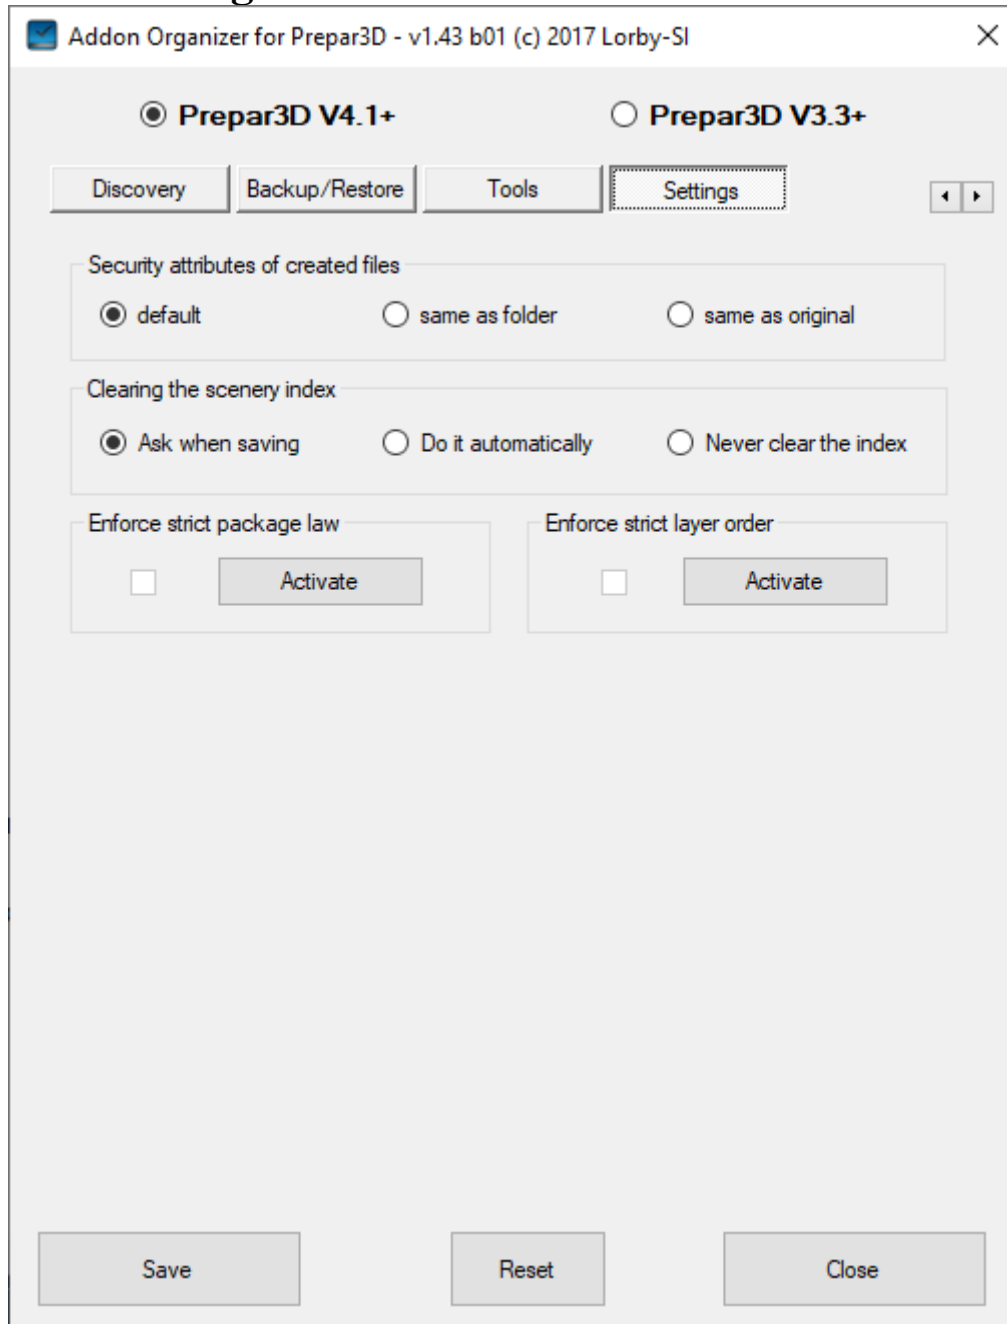 Addon Organizer for Prepar3D - v1.43 b01 (c) 2017 Lorby-SI
Prepar3D V4.1+ Prepar3D V3.3+
Discovery Backup/Restore Tools Settings
Security attributes of created files
default same as folder same as original
Clearing the scenery index
Ask when saving Do it automatically Never clear the index
Enforce strict package law Enforce strict layer order
Activate Activate
Save Reset Close